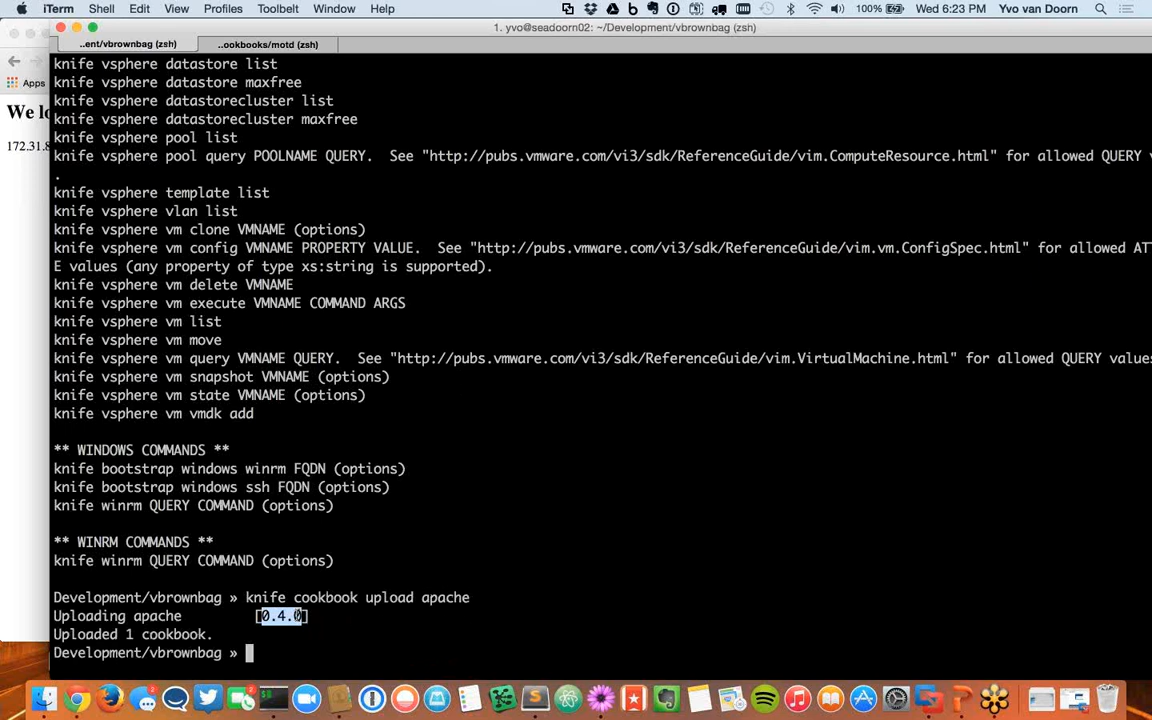 iTerm Shell Edit View Profiles Toolbelt Window Help 100% Wed 6:23 PM Yvo van Doorn
1. yvo@seadoorn02: ~/Development/vbrownbag (zsh)
..ent/vbrownbag (zsh) ..ookbooks/motd (zsh)
Apps
We lo
172.31.8
knife vsphere datastore list
knife vsphere datastore maxfree
knife vsphere datastorecluster list
knife vsphere datastorecluster maxfree
knife vsphere pool list
knife vsphere pool query POOLNAME QUERY.  See "http://pubs.vmware.com/vi3/sdk/ReferenceGuide/vim.ComputeResource.html" for allowed QUERY v
.
knife vsphere template list
knife vsphere vlan list
knife vsphere vm clone VMNAME (options)
knife vsphere vm config VMNAME PROPERTY VALUE.  See "http://pubs.vmware.com/vi3/sdk/ReferenceGuide/vim.vm.ConfigSpec.html" for allowed ATT
E values (any property of type xs:string is supported).
knife vsphere vm delete VMNAME
knife vsphere vm execute VMNAME COMMAND ARGS
knife vsphere vm list
knife vsphere vm move
knife vsphere vm query VMNAME QUERY.  See "http://pubs.vmware.com/vi3/sdk/ReferenceGuide/vim.VirtualMachine.html" for allowed QUERY values
knife vsphere vm snapshot VMNAME (options)
knife vsphere vm state VMNAME (options)
knife vsphere vm vmdk add
** WINDOWS COMMANDS **
knife bootstrap windows winrm FQDN (options)
knife bootstrap windows ssh FQDN (options)
knife winrm QUERY COMMAND (options)
** WINRM COMMANDS **
knife winrm QUERY COMMAND (options)
Development/vbrownbag » knife cookbook upload apache
Uploading apache [0.4.0]
Uploaded 1 cookbook.
Development/vbrownbag »